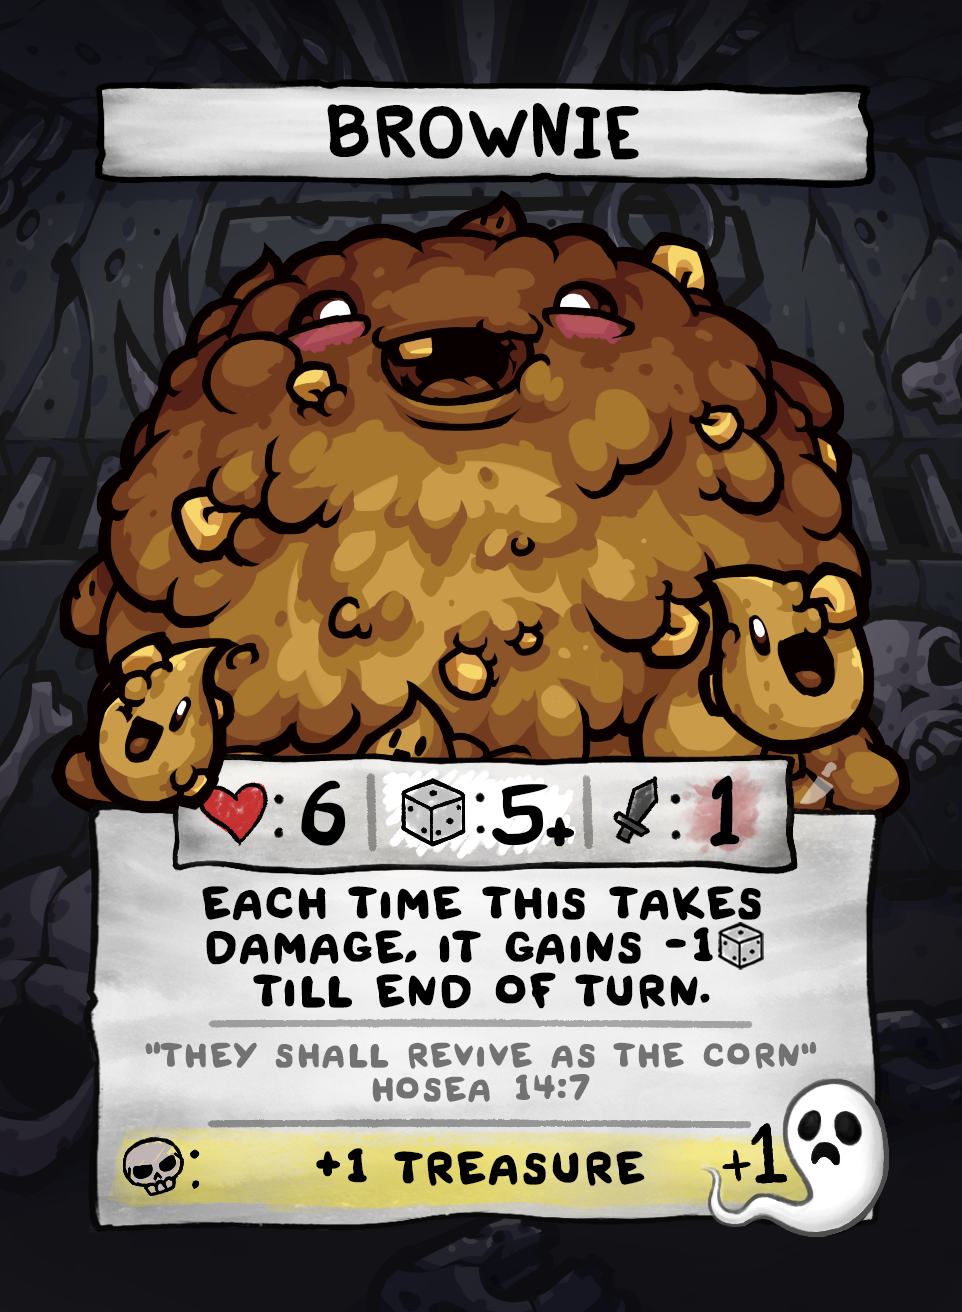 BROWNIE
: 6 : 5+ : 1
EACH TIME THIS TAKES
DAMAGE, IT GAINS -1
TILL END OF TURN.
"THEY SHALL REVIVE AS THE CORN"
HOSEA 14:7
: +1 TREASURE +1